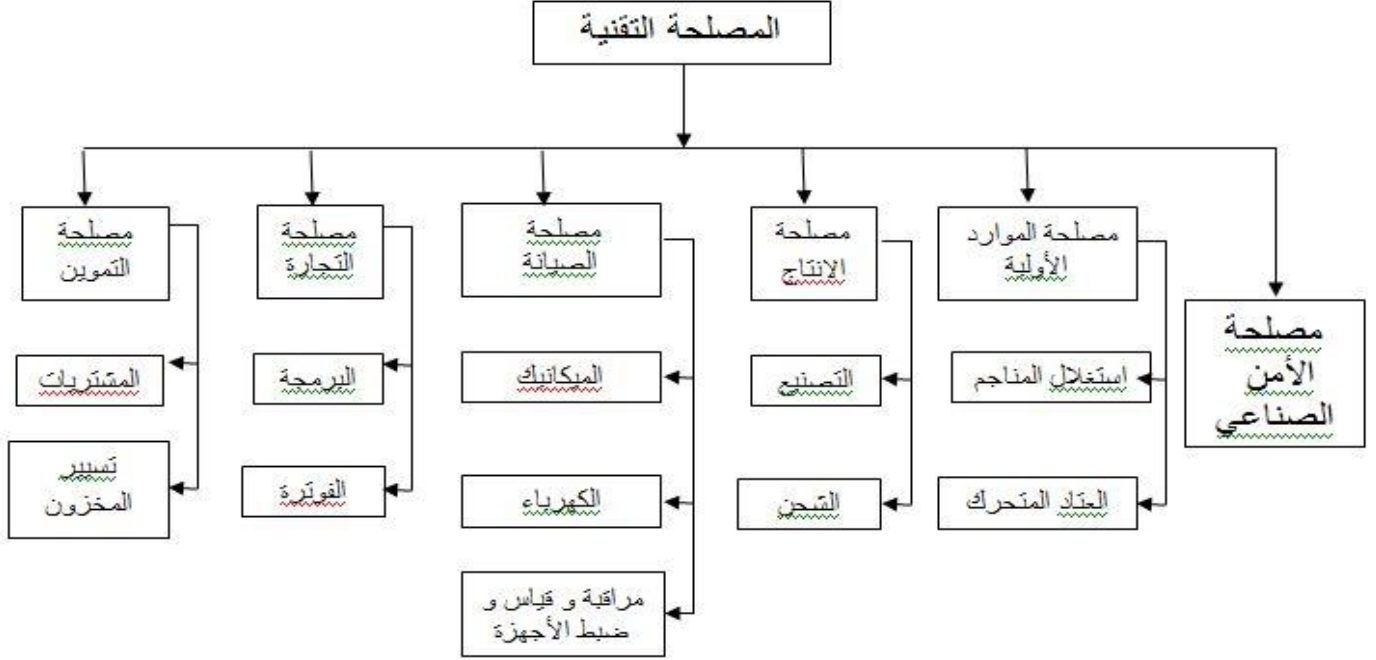 المصلحة التقنية
مصلحة الموارد
الأولية
مصلحة
الانتاج
مصلحة
الصيانة
مصلحة
التجارة
مصلحة
التموين
مصلحة
الأمن
الصناعي
استغلال المناجم
التصنيع
الميكانيك
البرمجة
المشتريات
العتاد المتحرك
الشحن
الكهرباء
الفوترة
تسيير
المخزون
مراقبة و قياس و
ضبط الأجهزة